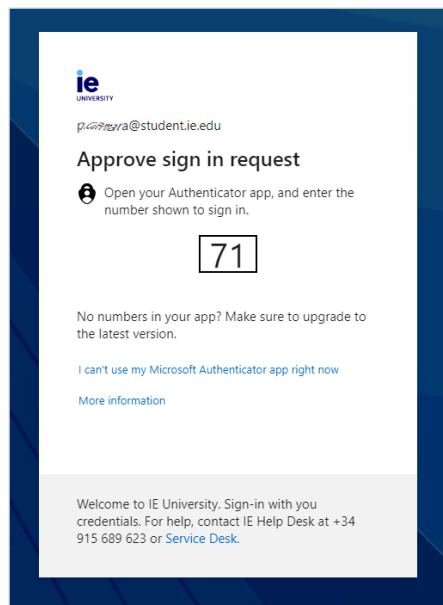 ie
UNIVERSITY
@student.ie.edu
Approve sign in request
Open your Authenticator app, and enter the
number shown to sign in.
71
No numbers in your app? Make sure to upgrade to
the latest version.
I can't use my Microsoft Authenticator app right now
More information
Welcome to IE University. Sign-in with you
credentials. For help, contact IE Help Desk at +34
915 689 623 or Service Desk.